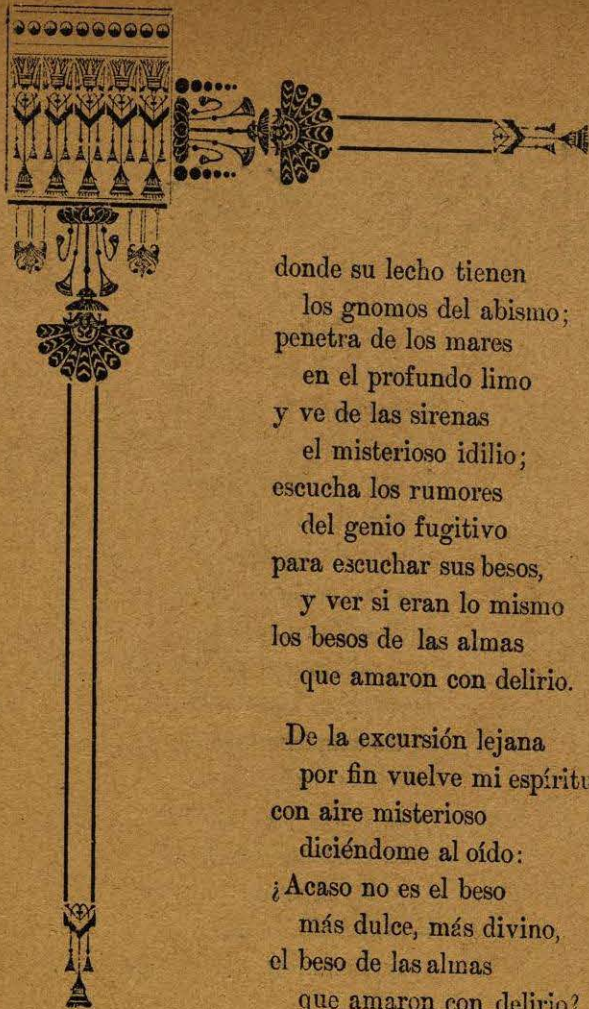 donde su lecho tienen
los gnomos del abismo;
penetra de los mares
en el profundo limo
y ve de las sirenas
el misterioso idilio;
escucha los rumores
del genio fugitivo
para escuchar sus besos,
y ver si eran lo mismo
los besos de las almas
que amaron con delirio.
De la excursión lejana
por fin vuelve mi espíritu
con aire misterioso
diciéndome al oído:
¿Acaso no es el beso
más dulce, más divino,
el beso de las almas
que amaron con delirio?